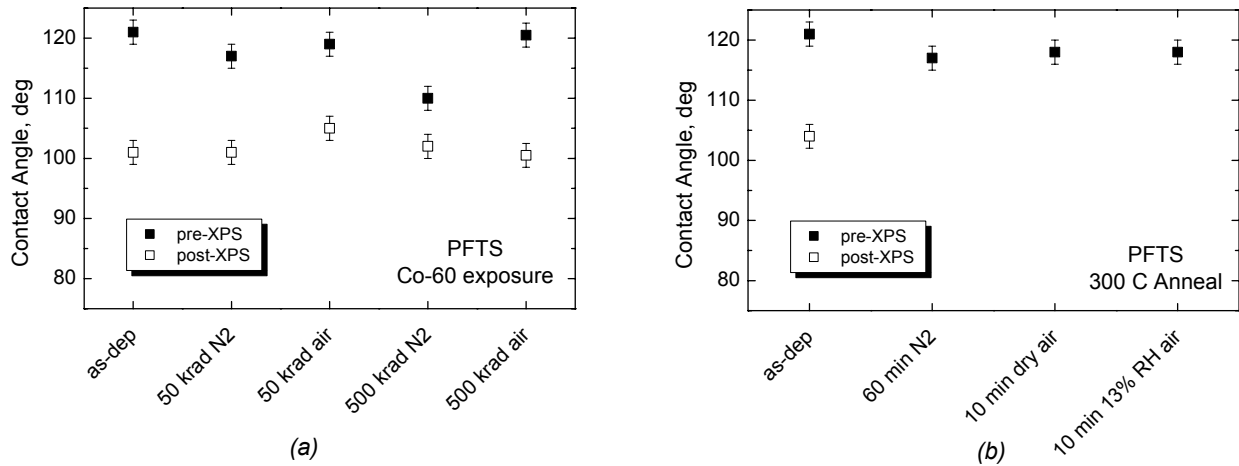 120
110
100
90
80
Contact Angle, deg
pre-XPS
post-XPS
PFTS
Co-60 exposure
as-dep
50 krad N2
50 krad air
500 krad N2
500 krad air
(a)
120
110
100
90
80
Contact Angle, deg
pre-XPS
post-XPS
PFTS
300 C Anneal
as-dep
60 min N2
10 min dry air
10 min 13% RH air
(b)